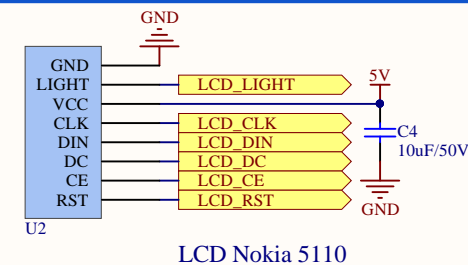 GND
GND
LIGHT LCD_LIGHT
5V
VCC
CLK LCD_CLK
C4
DIN LCD_DIN
10uF/50V
DC LCD_DC
CE LCD_CE
RST LCD_RST
GND
U2
LCD Nokia 5110